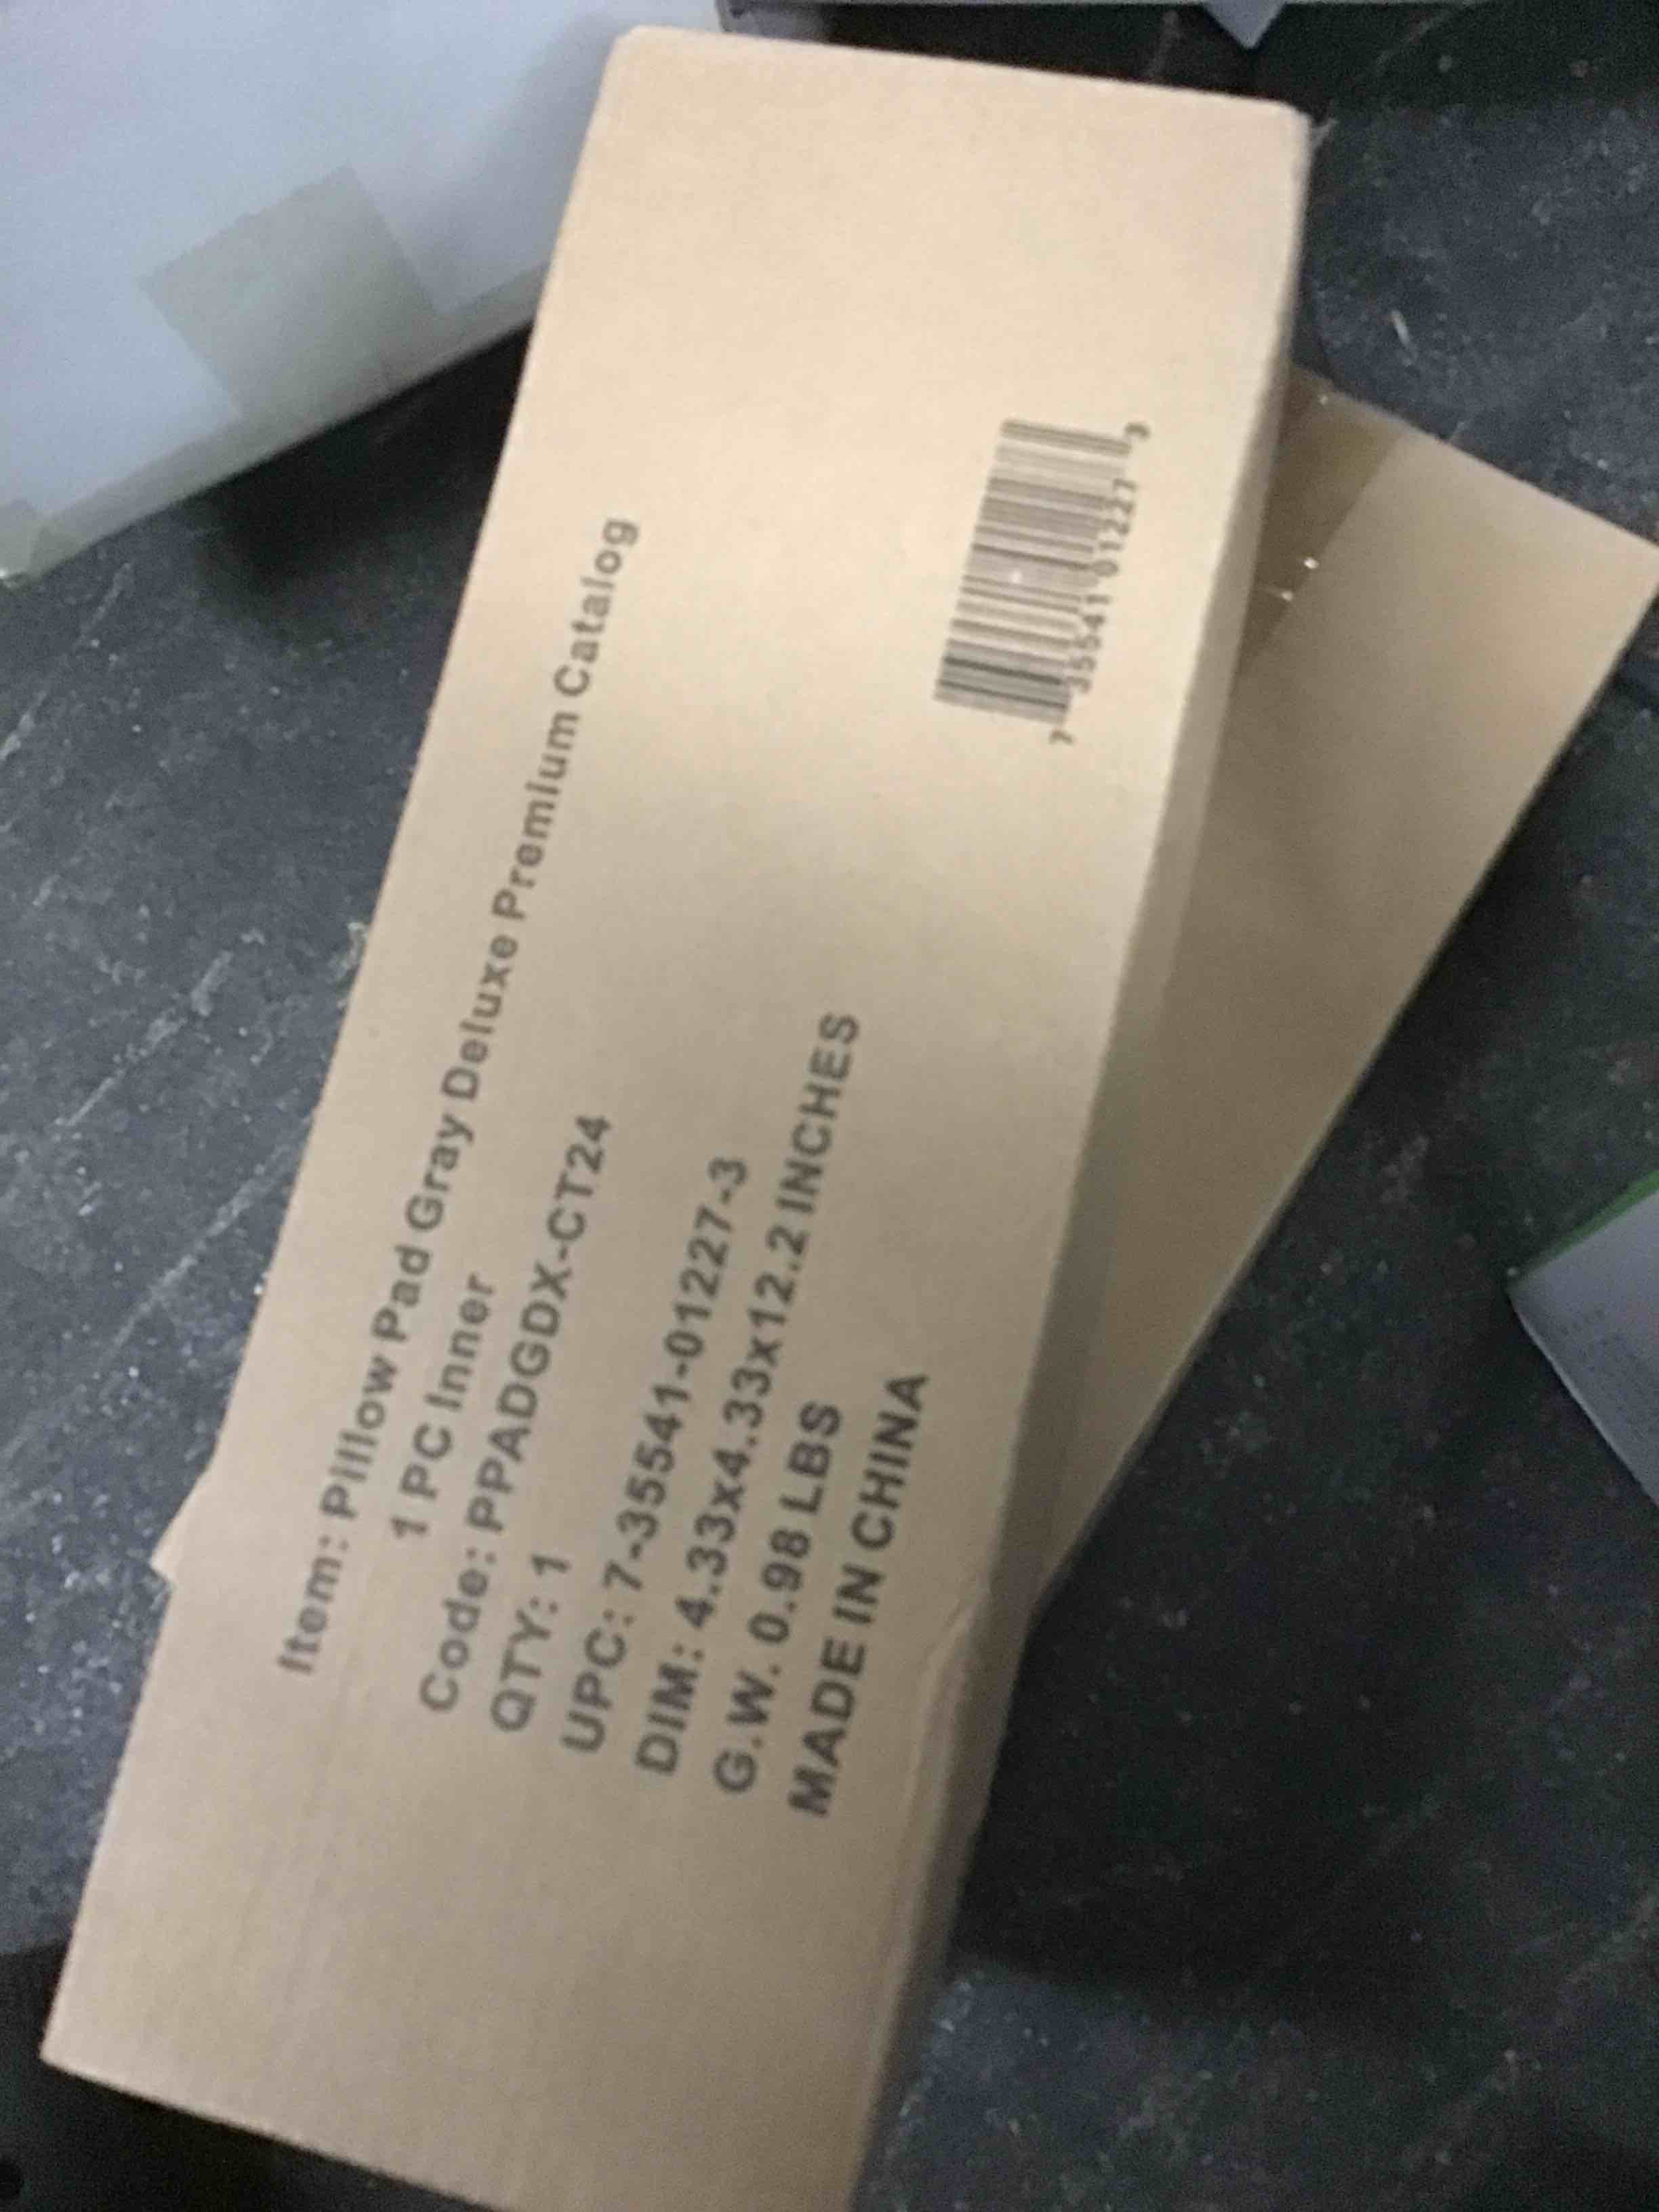 Item: Pillow Pad Gray Deluxe Premium Catalog
1 PC Inner
Code: PPADGDX-CT24
QTY: 1
UPC: 7-35541-01227-3
DIM: 4.33x4.33x12.2 INCHES
G.W. 0.98 LBS
MADE IN CHINA
7 35541 01227 3